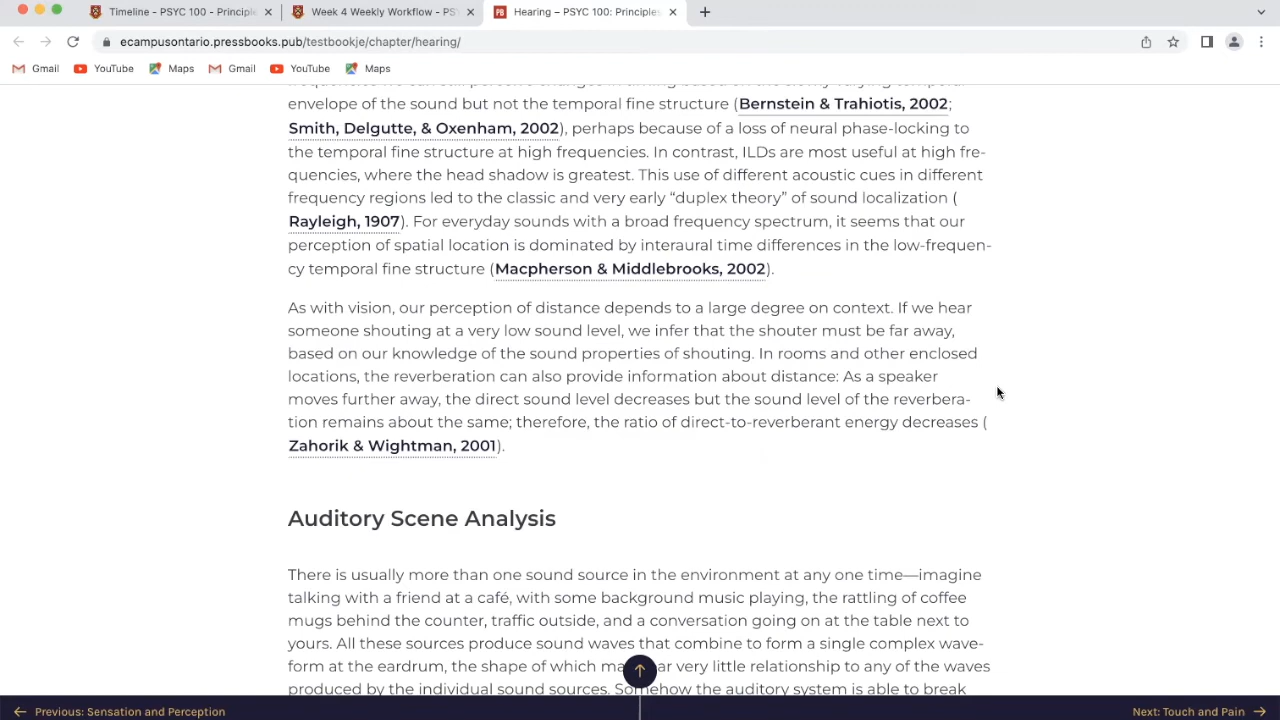 Timeline - PSYC 100 - Principle
Week 4 Weekly Workflow - PSY
PB
Hearing – PSYC 100: Principles
ecampusontario.pressbooks.pub/testbookje/chapter/hearing/
Gmail
YouTube
Maps
Gmail
YouTube
Maps
envelope of the sound but not the temporal fine structure (Bernstein & Trahiotis, 2002;
Smith, Delgutte, & Oxenham, 2002), perhaps because of a loss of neural phase-locking to
the temporal fine structure at high frequencies. In contrast, ILDs are most useful at high fre-
quencies, where the head shadow is greatest. This use of different acoustic cues in different
frequency regions led to the classic and very early “duplex theory” of sound localization (
Rayleigh, 1907). For everyday sounds with a broad frequency spectrum, it seems that our
perception of spatial location is dominated by interaural time differences in the low-frequen-
cy temporal fine structure (Macpherson & Middlebrooks, 2002).
As with vision, our perception of distance depends to a large degree on context. If we hear
someone shouting at a very low sound level, we infer that the shouter must be far away,
based on our knowledge of the sound properties of shouting. In rooms and other enclosed
locations, the reverberation can also provide information about distance: As a speaker
moves further away, the direct sound level decreases but the sound level of the reverbera-
tion remains about the same; therefore, the ratio of direct-to-reverberant energy decreases (
Zahorik & Wightman, 2001).
Auditory Scene Analysis
There is usually more than one sound source in the environment at any one time—imagine
talking with a friend at a café, with some background music playing, the rattling of coffee
mugs behind the counter, traffic outside, and a conversation going on at the table next to
yours. All these sources produce sound waves that combine to form a single complex wave-
form at the eardrum, the shape of which ma ar very little relationship to any of the waves
produced by the individual sound sources. Somehow the auditory system is able to break
Previous: Sensation and Perception
Next: Touch and Pain